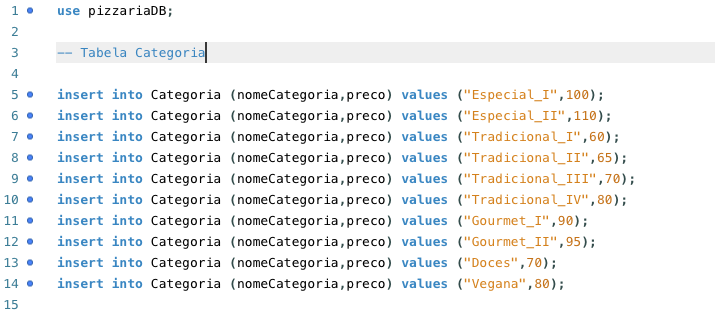 1 use pizzariaDB;
2
3 -- Tabela Categoria
4
5 insert into Categoria (nomeCategoria,preco) values ("Especial_I",100);
6 insert into Categoria (nomeCategoria,preco) values ("Especial_II",110);
7 insert into Categoria (nomeCategoria,preco) values ("Tradicional_I",60);
8 insert into Categoria (nomeCategoria,preco) values ("Tradicional_II",65);
9 insert into Categoria (nomeCategoria,preco) values ("Tradicional_III",70);
10 insert into Categoria (nomeCategoria,preco) values ("Tradicional_IV",80);
11 insert into Categoria (nomeCategoria,preco) values ("Gourmet_I",90);
12 insert into Categoria (nomeCategoria,preco) values ("Gourmet_II",95);
13 insert into Categoria (nomeCategoria,preco) values ("Doces",70);
14 insert into Categoria (nomeCategoria,preco) values ("Vegana",80);
15